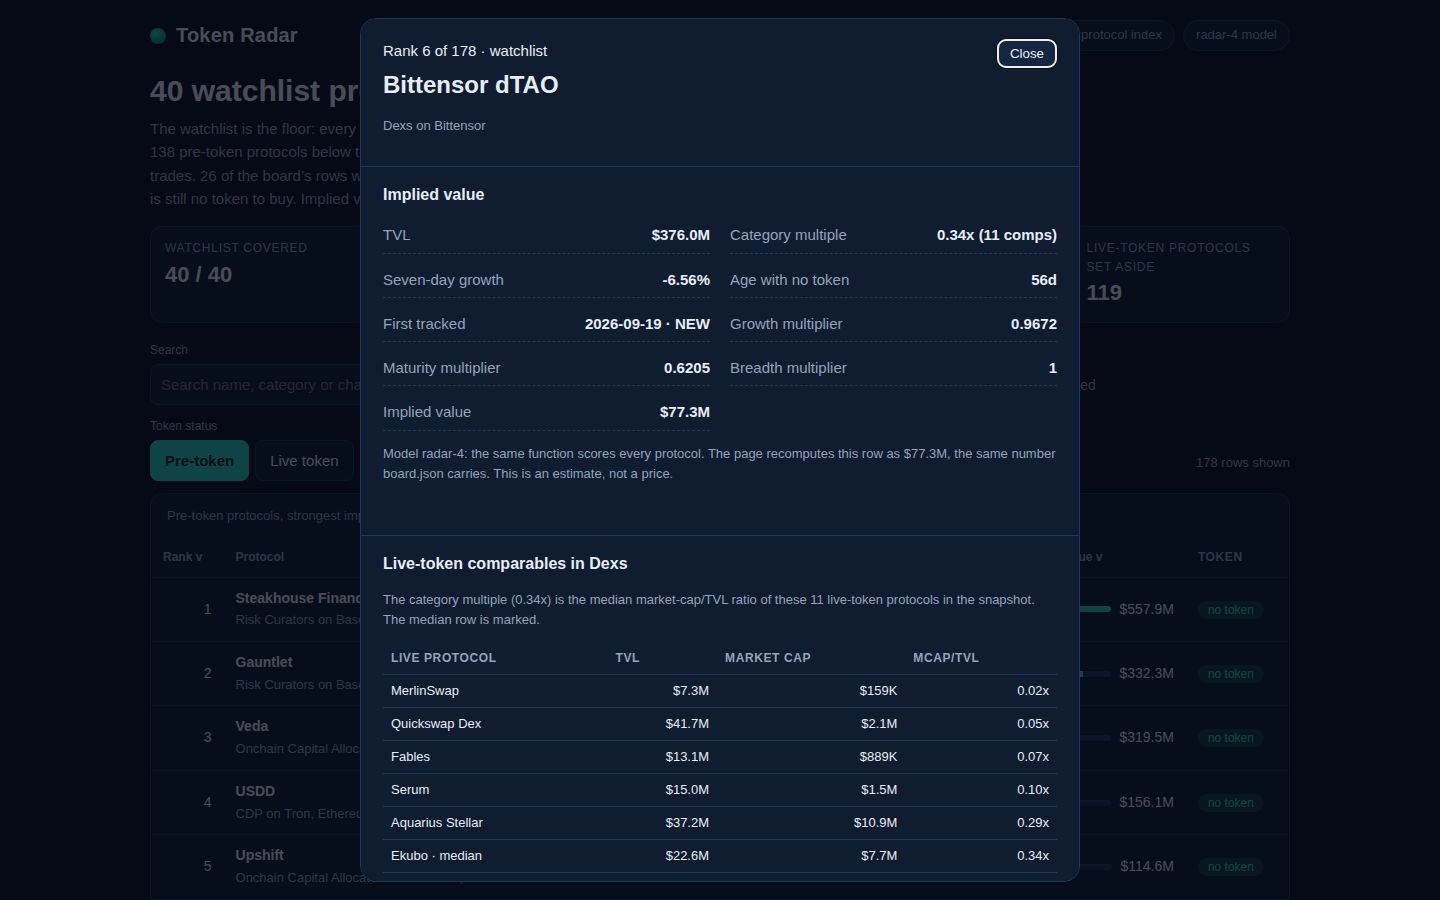 Token Radar
protocol index
radar-4 model
40 watchlist pr
The watchlist is the floor: every
138 pre-token protocols below t
trades. 26 of the board's rows w
is still no token to buy. Implied v
WATCHLIST COVERED
40 / 40
LIVE-TOKEN PROTOCOLS
SET ASIDE
119
Search
Search name, category or cha
ed
Token status
Pre-token
Live token
178 rows shown
Pre-token protocols, strongest imp
Rank v
Protocol
ue v
TOKEN
1
Steakhouse Financ
Risk Curators on Base
$557.9M
no token
2
Gauntlet
Risk Curators on Base
$332.3M
no token
3
Veda
Onchain Capital Alloca
$319.5M
no token
4
USDD
CDP on Tron, Ethereu
$156.1M
no token
5
Upshift
Onchain Capital Allocat
$114.6M
no token
Rank 6 of 178 · watchlist
Close
Bittensor dTAO
Dexs on Bittensor
Implied value
TVL $376.0M
Category multiple 0.34x (11 comps)
Seven-day growth -6.56%
Age with no token 56d
First tracked 2026-09-19 · NEW
Growth multiplier 0.9672
Maturity multiplier 0.6205
Breadth multiplier 1
Implied value $77.3M
Model radar-4: the same function scores every protocol. The page recomputes this row as $77.3M, the same number
board.json carries. This is an estimate, not a price.
Live-token comparables in Dexs
The category multiple (0.34x) is the median market-cap/TVL ratio of these 11 live-token protocols in the snapshot.
The median row is marked.
LIVE PROTOCOL TVL MARKET CAP MCAP/TVL
MerlinSwap $7.3M $159K 0.02x
Quickswap Dex $41.7M $2.1M 0.05x
Fables $13.1M $889K 0.07x
Serum $15.0M $1.5M 0.10x
Aquarius Stellar $37.2M $10.9M 0.29x
Ekubo · median $22.6M $7.7M 0.34x